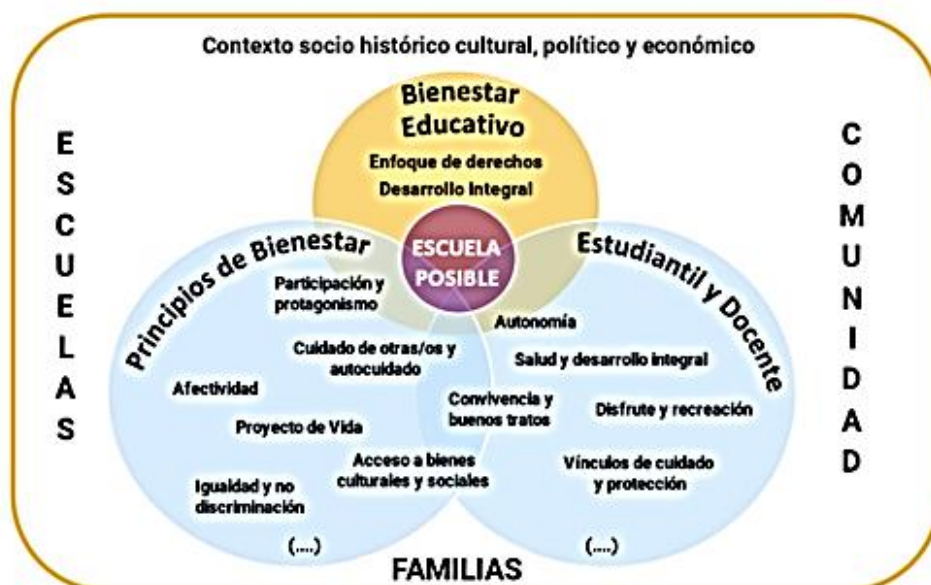 Contexto socio histórico cultural, político y económico
Bienestar
Educativo
Enfoque de derechos
Desarrollo Integral
ESCUELAS
COMUNIDAD
ESCUELA
POSIBLE
Principios de Bienestar
Participación y
protagonismo
Cuidado de otras/os y
autocuidado
Afectividad
Proyecto de Vida
Acceso a bienes
culturales y sociales
Igualdad y no
discriminación
(....)
Estudiantil y Docente
Autonomía
Salud y desarrollo integral
Convivencia y
buenos tratos
Disfrute y recreación
Vínculos de cuidado
y protección
(....)
FAMILIAS